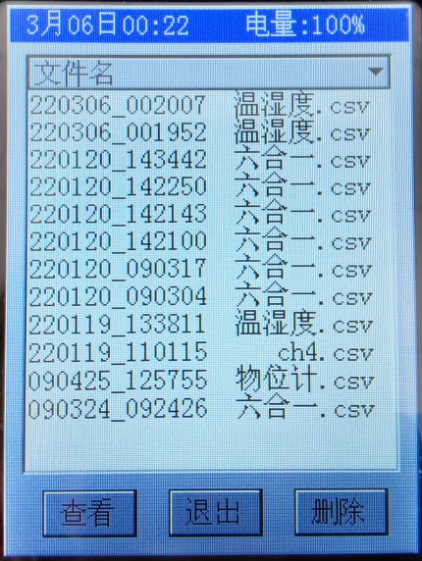 3月06日00:22 电量:100%
文件名
220306_002007 温湿度.csv
220306_001952 温湿度.csv
220120_143442 六合一.csv
220120_142250 六合一.csv
220120_142143 六合一.csv
220120_142100 六合一.csv
220120_090317 六合一.csv
220120_090304 六合一.csv
220119_133811 温湿度.csv
220119_110115 ch4.csv
090425_125755 物位计.csv
090324_092426 六合一.csv
查看 退出 删除